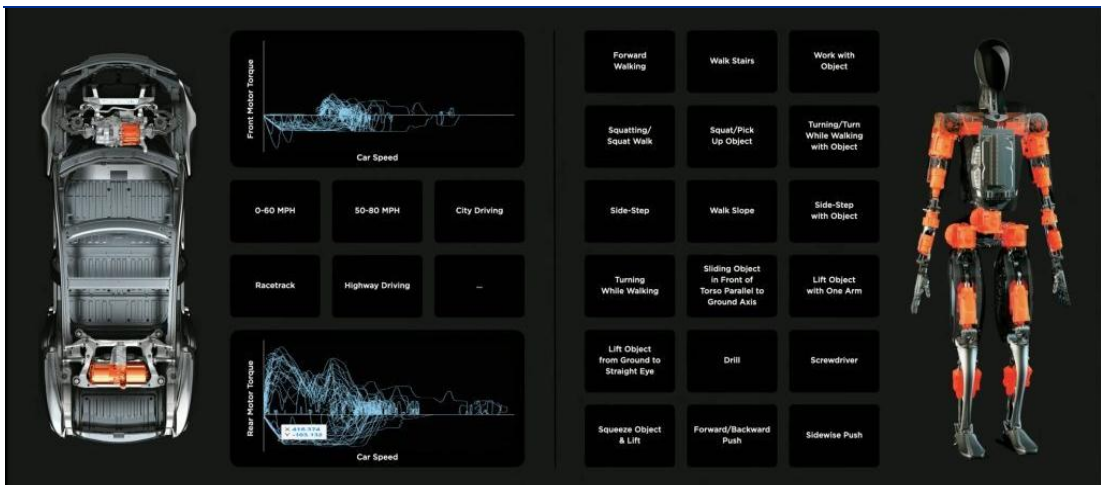 Front Motor Torque
Car Speed
0-60 MPH
50-80 MPH
City Driving
Racetrack
Highway Driving
...
Rear Motor Torque
X 418.574
Y -105.132
Car Speed
Forward
Walking
Walk Stairs
Work with
Object
Squatting/
Squat Walk
Squat/Pick
Up Object
Turning/Turn
While Walking
with Object
Side-Step
Walk Slope
Side-Step
with Object
Turning
While Walking
Sliding Object
in Front of
Torso Parallel to
Ground Axis
Lift Object
with One Arm
Lift Object
from Ground to
Straight Eye
Drill
Screwdriver
Squeeze Object
& Lift
Forward/Backward
Push
Sidewise Push